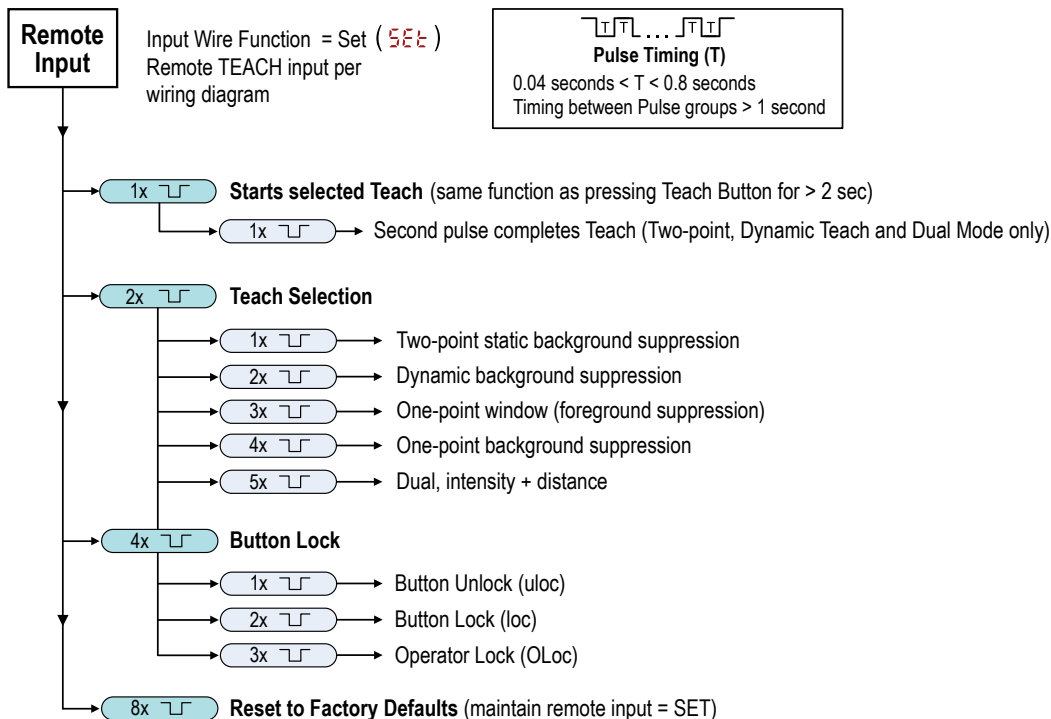 Remote
Input
Input Wire Function = Set ( SEt )
Remote TEACH input per
wiring diagram
T T ... T T
Pulse Timing (T)
0.04 seconds < T < 0.8 seconds
Timing between Pulse groups > 1 second
1x Starts selected Teach (same function as pressing Teach Button for > 2 sec)
1x Second pulse completes Teach (Two-point, Dynamic Teach and Dual Mode only)
2x Teach Selection
1x Two-point static background suppression
2x Dynamic background suppression
3x One-point window (foreground suppression)
4x One-point background suppression
5x Dual, intensity + distance
4x Button Lock
1x Button Unlock (uloc)
2x Button Lock (loc)
3x Operator Lock (OLoc)
8x Reset to Factory Defaults (maintain remote input = SET)